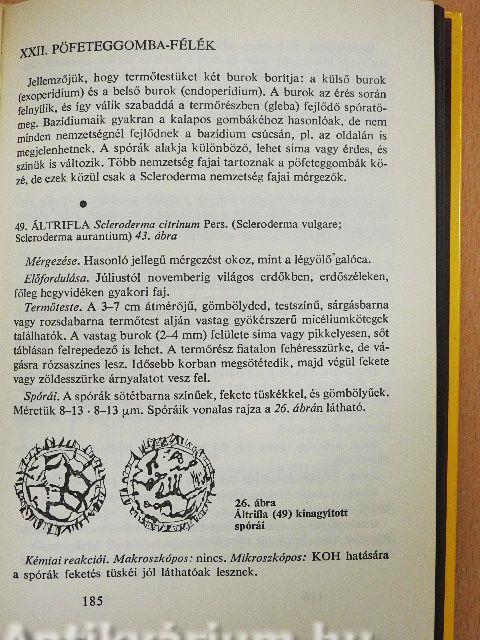 XXII. PÖFETEGGOMBA-FÉLÉK
Jellemzőjük, hogy termőtestüket két burok borítja: a külső burok
(exoperidium) és a belső burok (endoperidium). A burok az érés során
felnyílik, és így válik szabaddá a termőrészben (gleba) fejlődő spóratö-
meg. Bazídiumaik gyakran a kalapos gombákéhoz hasonlóak, de nem
minden nemzetségnél fejlődnek a bazídium csúcsán, pl. az oldalán is
megjelenhetnek. A spórák alakja különböző, lehet sima vagy érdes, és
színük is változik. Több nemzetség fajai tartoznak a pöfeteggombák kö-
zé, de ezek közül csak a Scleroderma nemzetség fajai mérgezők.
49. ÁLTRIFLA Scleroderma citrinum Pers. (Scleroderma vulgare;
Scleroderma aurantium) 43. ábra
Mérgezése. Hasonló jellegű mérgezést okoz, mint a légyölő galóca.
Előfordulása. Júliustól novemberig világos erdőkben, erdőszéleken,
főleg hegyvidéken gyakori faj.
Termőteste. A 3–7 cm átmérőjű, gömbölyded, testszínű, sárgásbarna
vagy rozsdabarna termőtest alján vastag gyökérszerű micéliumkötegek
találhatók. A vastag burok (2–4 mm) felülete sima vagy pikkelyesen, sőt
táblásan felrepedező is lehet. A termőrész fiatalon fehéresszürke, de vá-
gásra rózsaszínes lesz. Idősebb korban megsötétedik, majd végül fekete
vagy zöldesszürke árnyalatot vesz fel.
Spórái. A spórák sötétbarna színűek, fekete tüskékkel, és gömbölyűek.
Méretük 8–13 · 8–13 μm. Spóráik vonalas rajza a 26. ábrán látható.
26. ábra
Áltrifla (49) kinagyított
spórái
Kémiai reakciói. Makroszkópos: nincs. Mikroszkópos: KOH hatására
a spórák feketés tüskéi jól láthatóak lesznek.
185
Antikvárium.hu